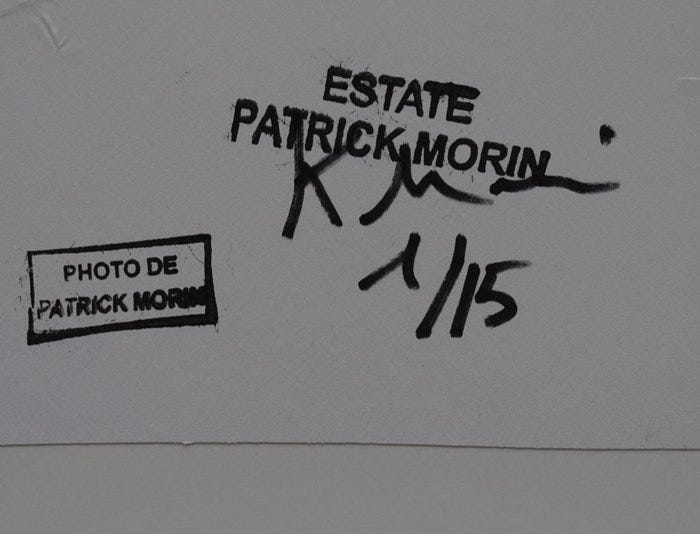 ESTATE
PATRICK MORIN
1/15
PHOTO DE
PATRICK MORIN